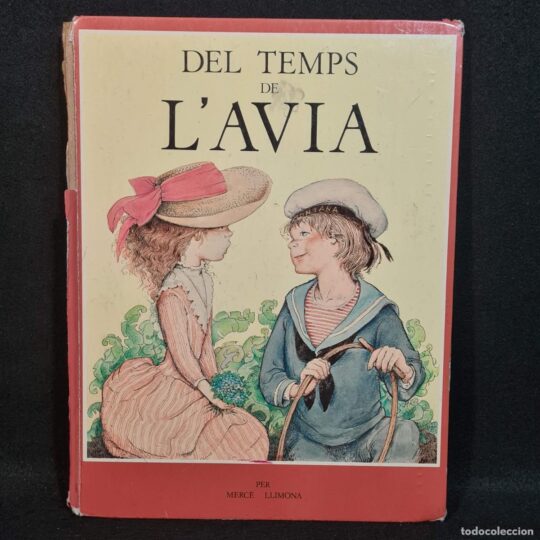 DEL TEMPS
DE
L'AVIA
PER
MERCÈ LLIMONA
todocoleccion